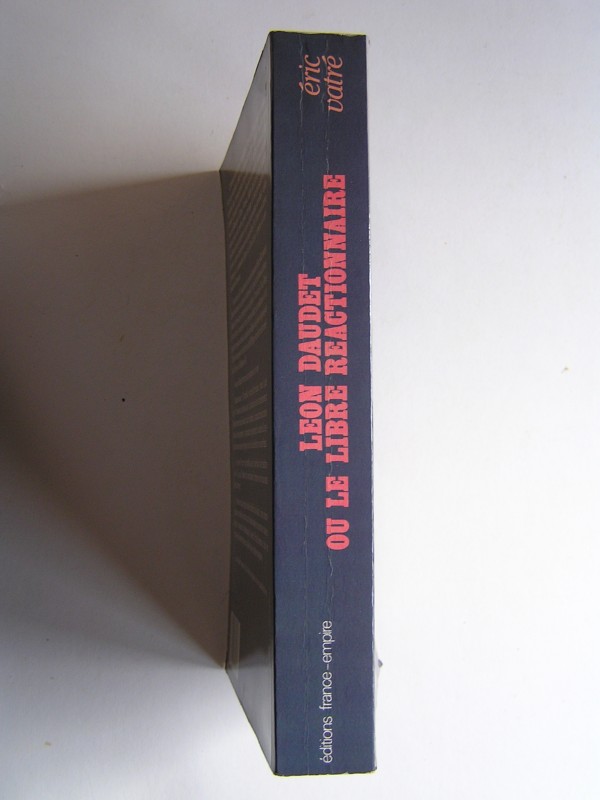 éric
vatré
LEON DAUDET
OU LE LIBRE REACTIONNAIRE
éditions france-empire